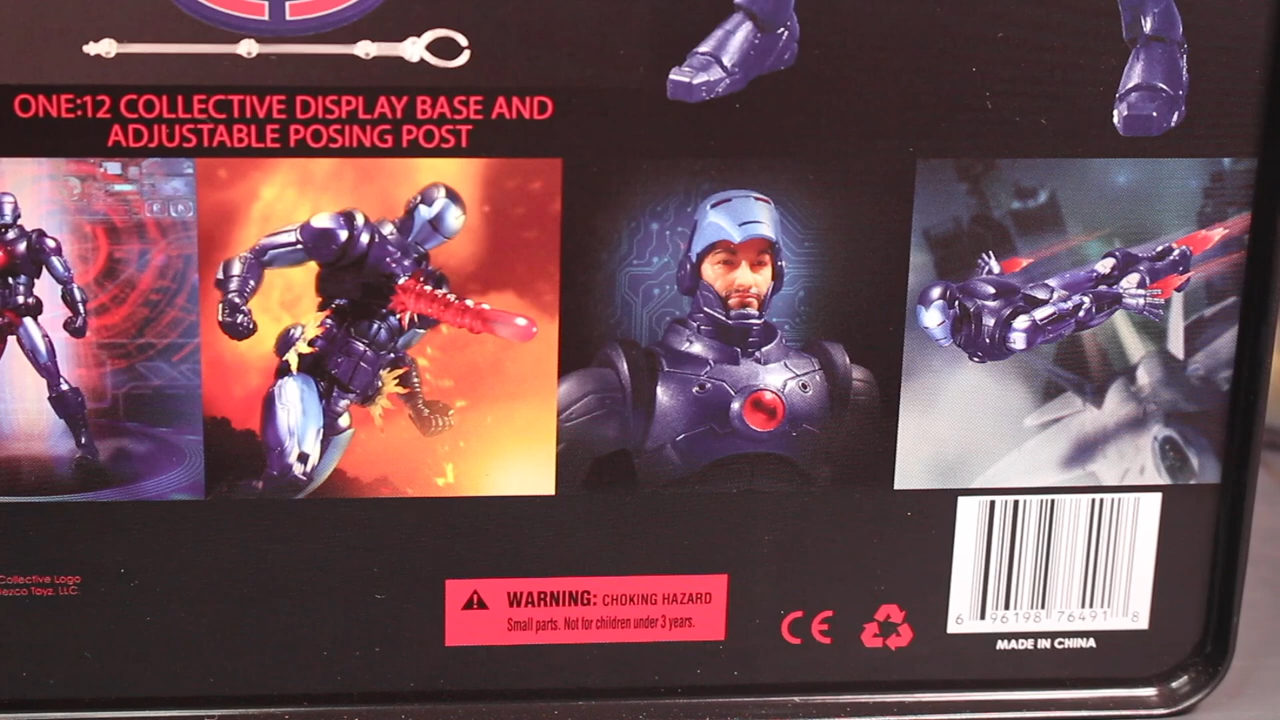 ONE:12 COLLECTIVE DISPLAY BASE AND
ADJUSTABLE POSING POST
Collective Logo
ezco Toyz, LLC.
WARNING: CHOKING HAZARD
Small parts. Not for children under 3 years.
CE
6 96198 76491 8
MADE IN CHINA